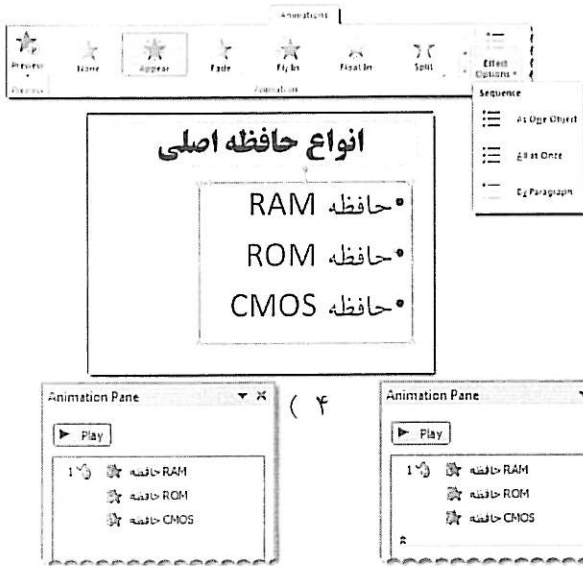 Animations
Preview
None
Appear
Fade
Fly In
Float In
Split
Effect Options
Preview
Animation
Sequence
As One Object
All at Once
By Paragraph
انواع حافظه اصلی
• حافظه RAM
• حافظه ROM
• حافظه CMOS
Animation Pane
Play
1 حافظه RAM
حافظه ROM
حافظه CMOS
۴ )
Animation Pane
Play
1 حافظه RAM
حافظه ROM
حافظه CMOS